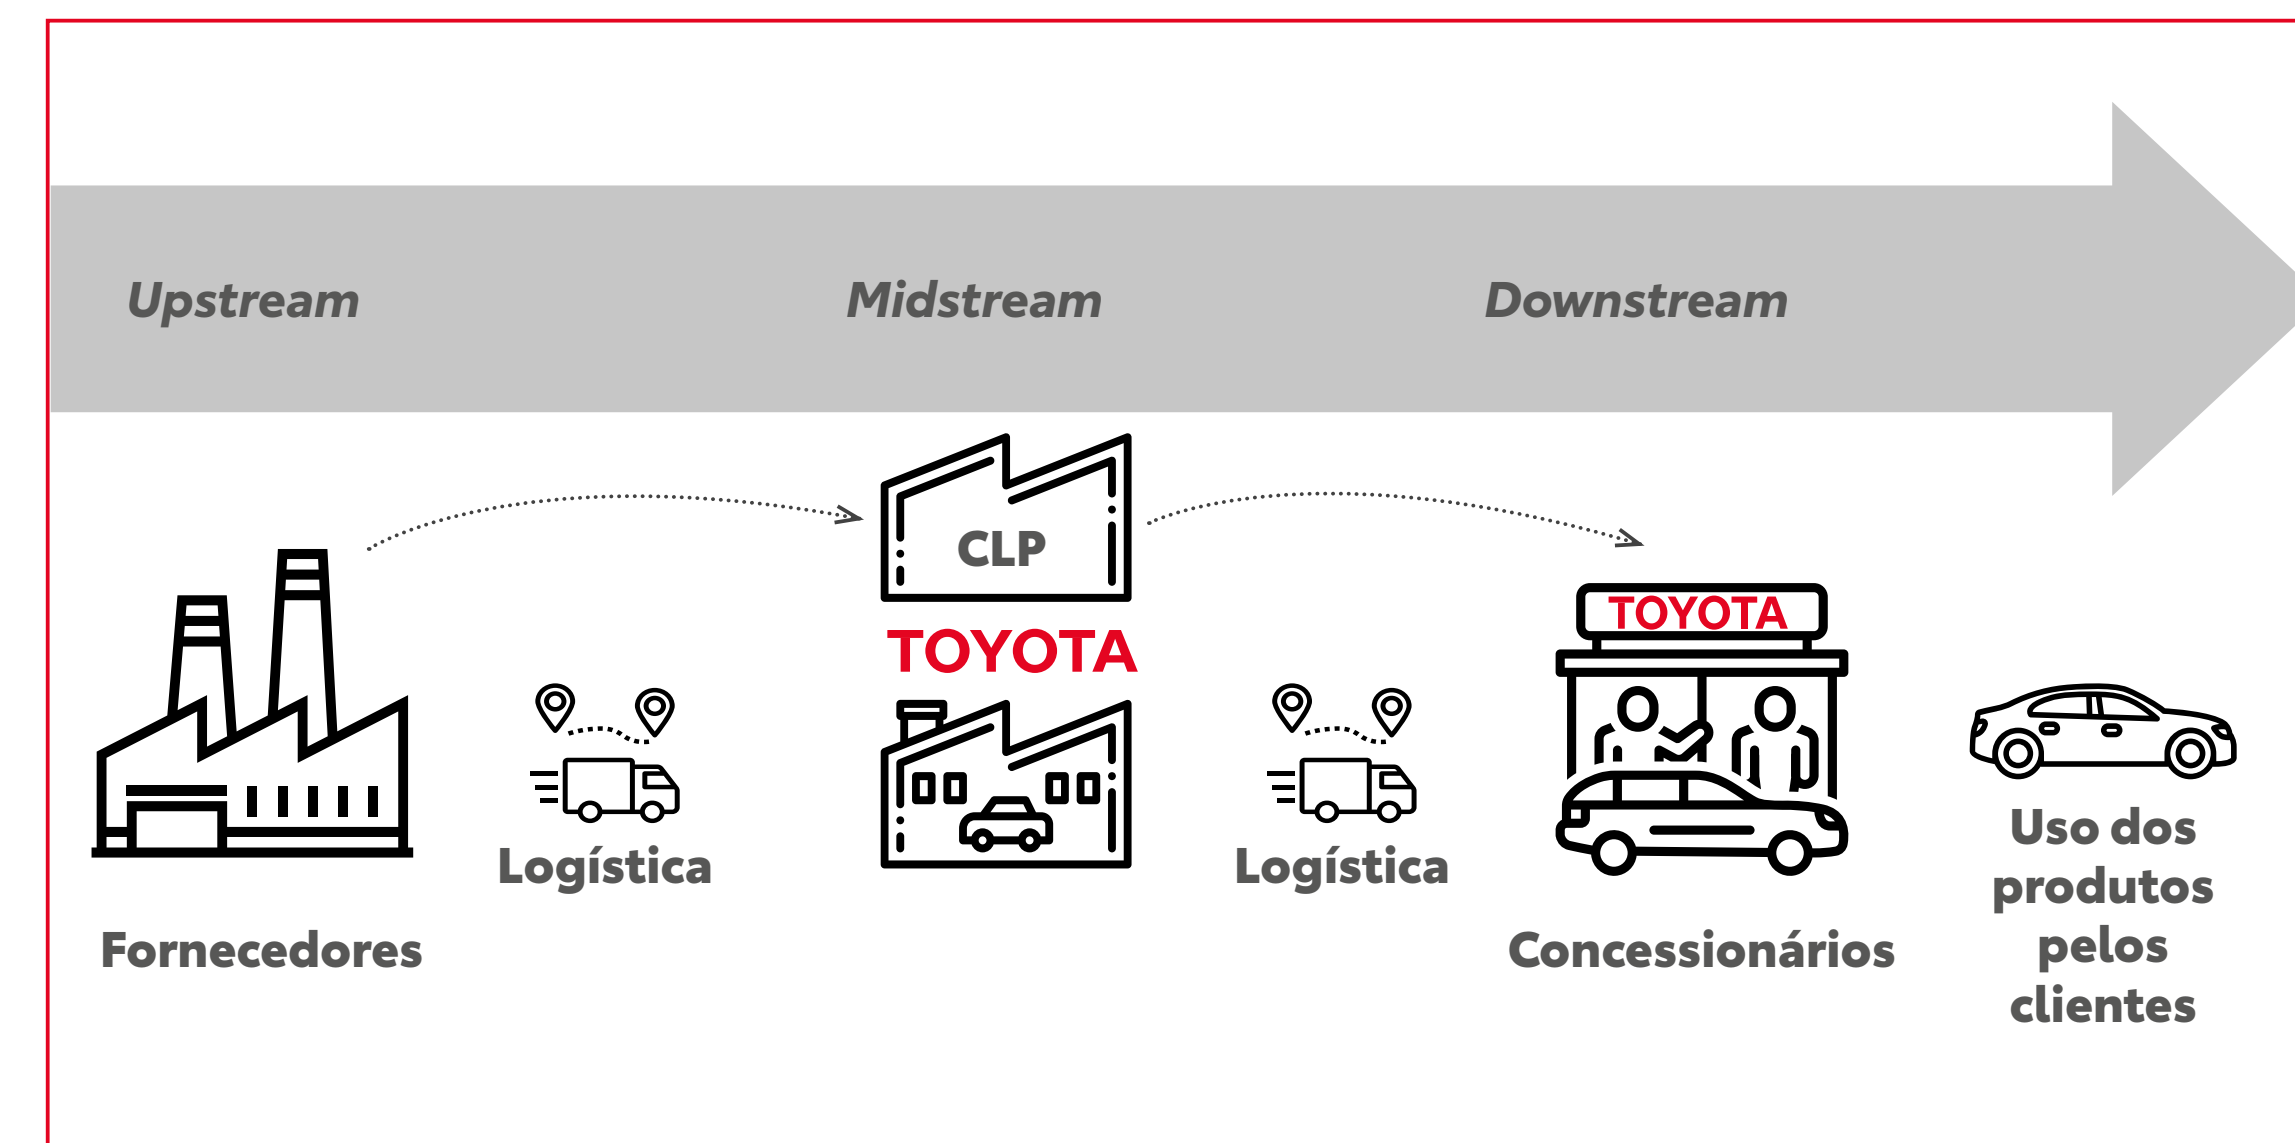 Upstream
Midstream
Downstream
Fornecedores
Logística
CLP
TOYOTA
Logística
TOYOTA
Concessionários
Uso dos
produtos
pelos
clientes